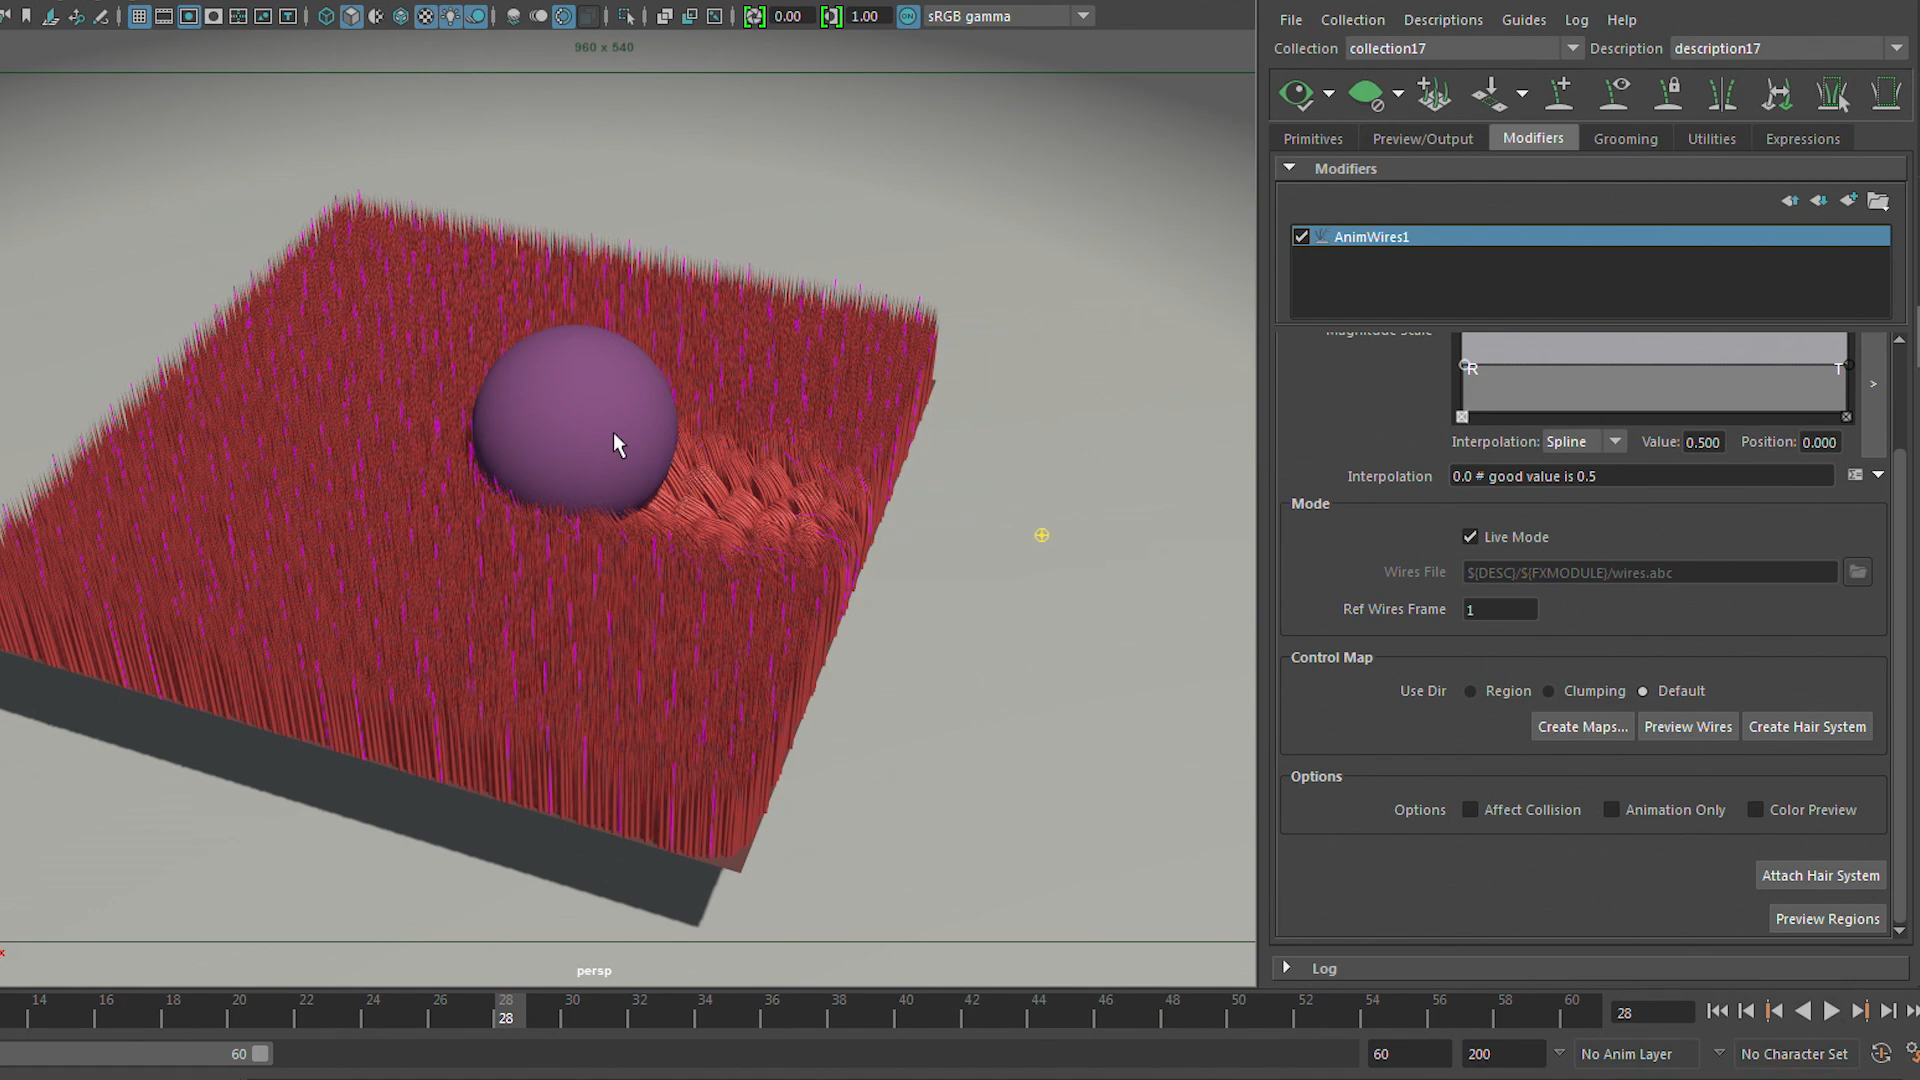 0.00
1.00
ON
sRGB gamma
960 x 540
File
Collection
Descriptions
Guides
Log
Help
Collection
collection17
Description
description17
Primitives
Preview/Output
Modifiers
Grooming
Utilities
Expressions
Modifiers
AnimWires1
Magnitude Scale
R
T
>
Interpolation: Spline
Value: 0.500
Position: 0.000
Interpolation
0.0 # good value is 0.5
Mode
Live Mode
Wires File
${DESC}/${FXMODULE}/wires.abc
Ref Wires Frame
1
Control Map
Use Dir
Region
Clumping
Default
Create Maps...
Preview Wires
Create Hair System
Options
Options
Affect Collision
Animation Only
Color Preview
Attach Hair System
Preview Regions
Log
x
persp
14 16 18 20 22 24 26 28 30 32 34 36 38 40 42 44 46 48 50 52 54 56 58 60
28
28
60
60
200
No Anim Layer
No Character Set